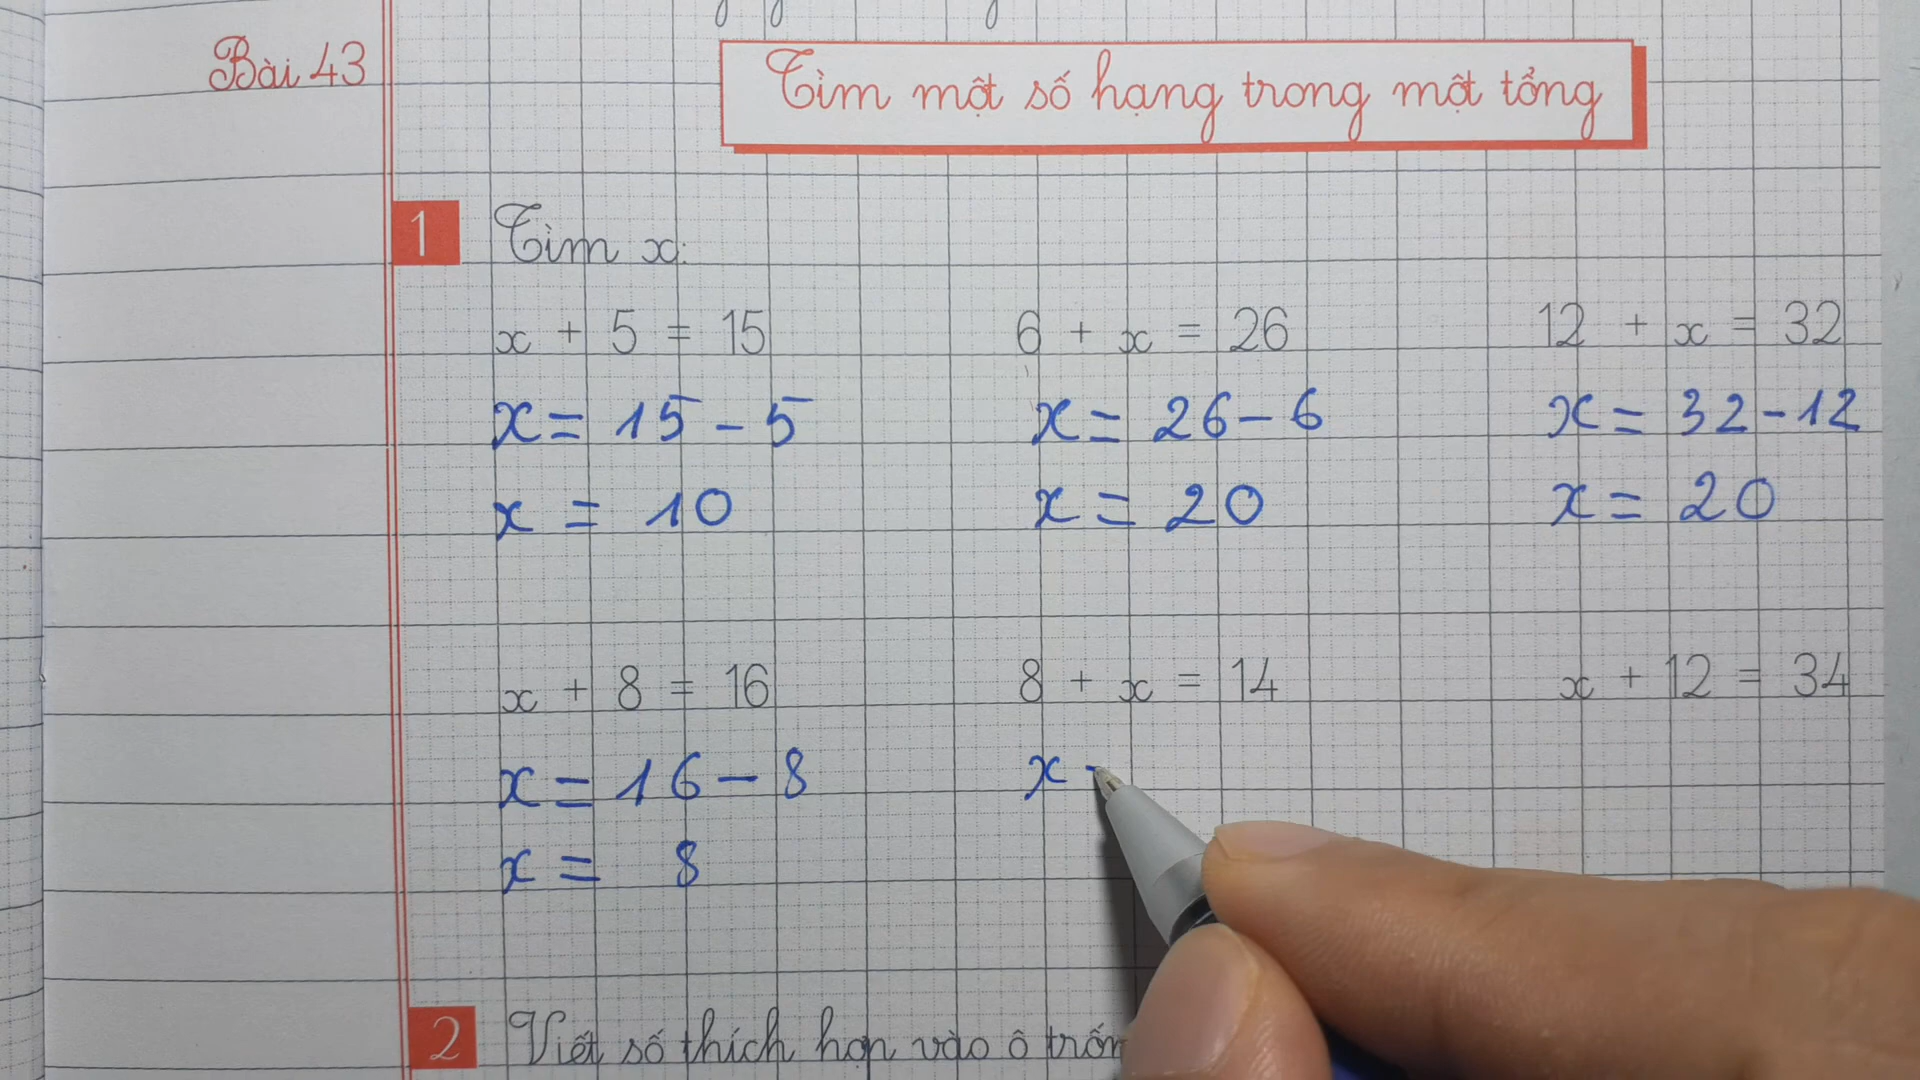 Bài 43
Tìm một số hạng trong một tổng
1 Tìm x:
x + 5 = 15 6 + x = 26 12 + x = 32
x = 15 - 5 x = 26 - 6 x = 32 - 12
x = 10 x = 20 x = 20
x + 8 = 16 8 + x = 14 x + 12 = 34
x = 16 - 8 x -
x = 8
2 Viết số thích hợp vào ô